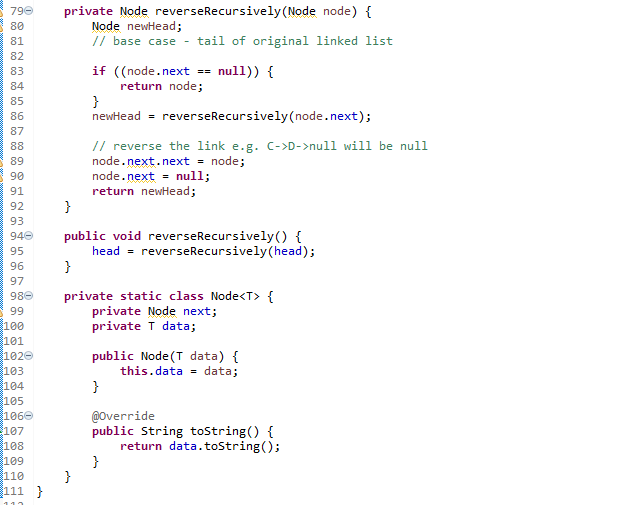 79 private Node reverseRecursively(Node node) {
80 Node newHead;
81 // base case - tail of original linked list
82
83 if ((node.next == null)) {
84 return node;
85 }
86 newHead = reverseRecursively(node.next);
87
88 // reverse the link e.g. C->D->null will be null
89 node.next.next = node;
90 node.next = null;
91 return newHead;
92 }
93
94 public void reverseRecursively() {
95 head = reverseRecursively(head);
96 }
97
98 private static class Node<T> {
99 private Node next;
100 private T data;
101
102 public Node(T data) {
103 this.data = data;
104 }
105
106 @Override
107 public String toString() {
108 return data.toString();
109 }
110 }
111 }